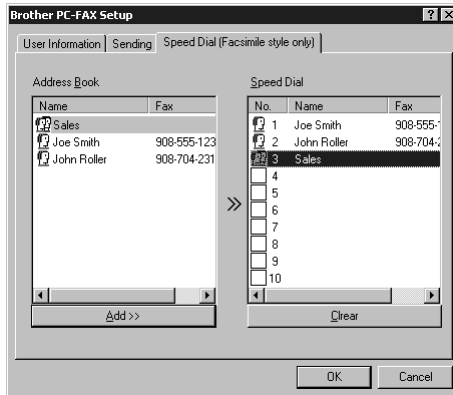 Brother PC-FAX Setup
User Information Sending Speed Dial (Facsimile style only)
Address Book
Name Fax
Sales
Joe Smith 908-555-123
John Roller 908-704-231
Add >>
Speed Dial
No. Name Fax
1 Joe Smith 908-555-
2 John Roller 908-704-
3 Sales
4
5
6
7
8
9
10
Clrear
OK Cancel